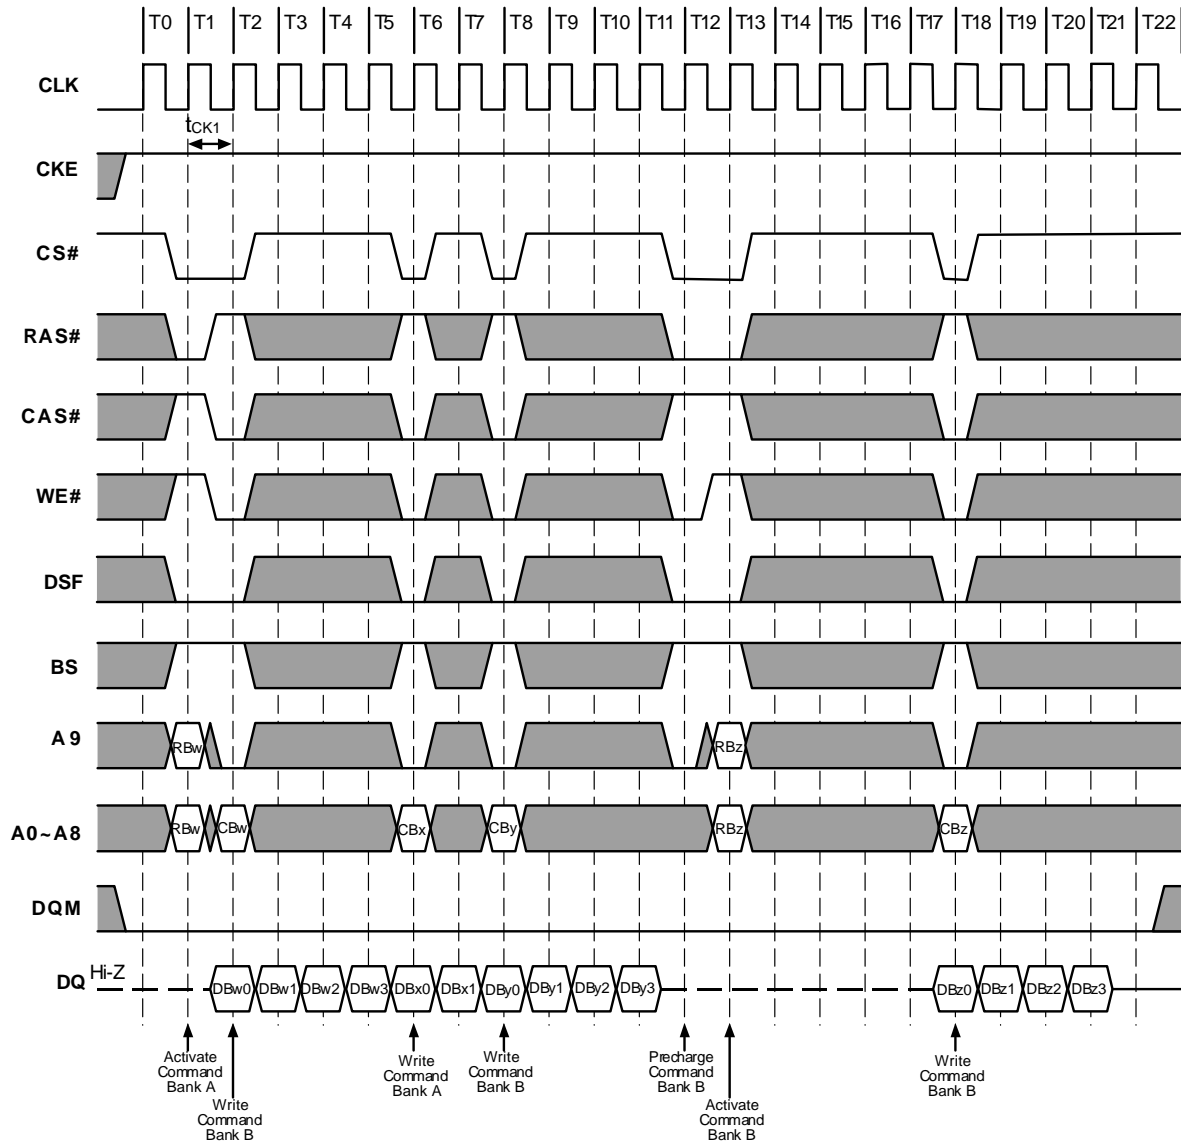 T0 T1 T2 T3 T4 T5 T6 T7 T8 T9 T10 T11 T12 T13 T14 T15 T16 T17 T18 T19 T20 T21 T22
CLK
tCK1
CKE
CS#
RAS#
CAS#
WE#
DSF
BS
A9 RBw RBz
A0~A8 RBw CBw CBx CBy RBz CBz
DQM
DQ Hi-Z DBw0 DBw1 DBw2 DBw3 DBx0 DBx1 DBy0 DBy1 DBy2 DBy3 DBz0 DBz1 DBz2 DBz3
Activate
Command
Bank A
Write
Command
Bank B
Write
Command
Bank A
Write
Command
Bank B
Precharge
Command
Bank B
Activate
Command
Bank B
Write
Command
Bank B